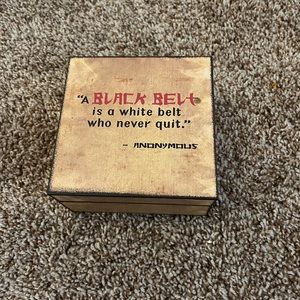 "A BLACK BELT
is a white belt
who never quit."
- ANONYMOUS